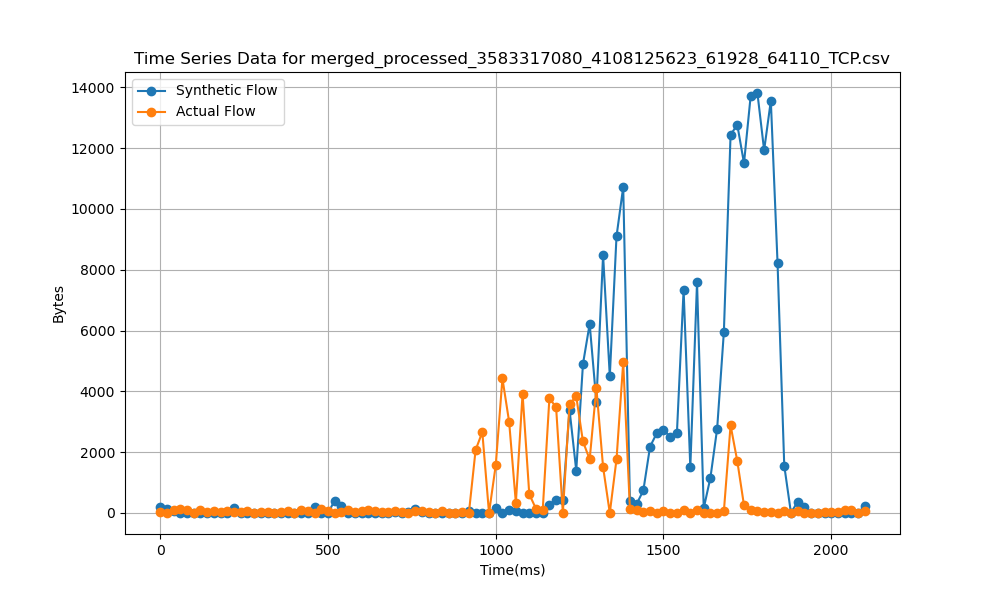 Time Series Data for merged_processed_3583317080_4108125623_61928_64110_TCP.csv
Synthetic Flow
Actual Flow
14000
12000
10000
8000
6000
4000
2000
0
Bytes
0 500 1000 1500 2000
Time(ms)